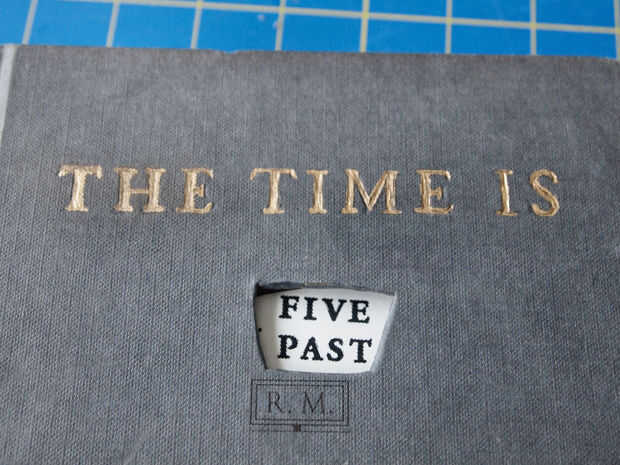 THE TIME IS
FIVE
PAST
R. M.